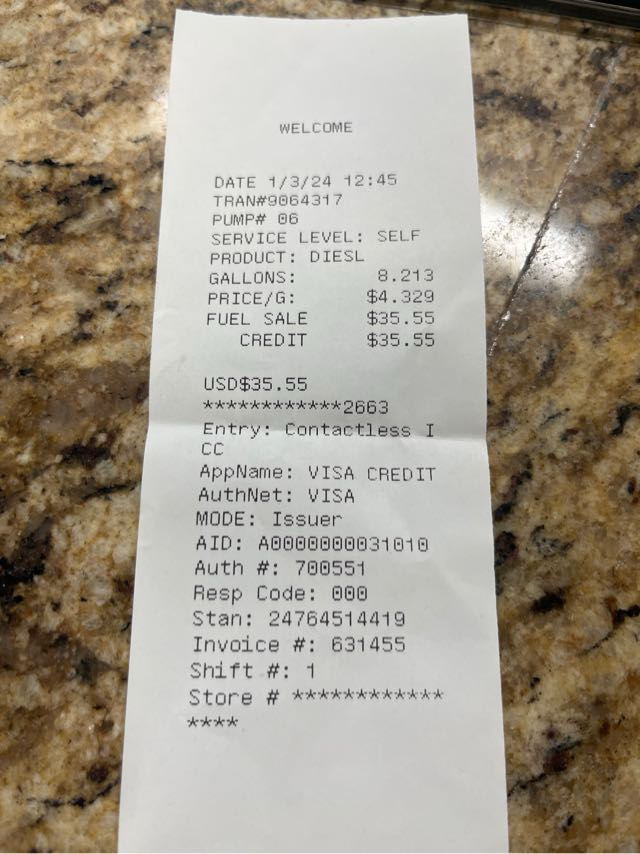 WELCOME
DATE 1/3/24 12:45
TRAN#9064317
PUMP# 06
SERVICE LEVEL: SELF
PRODUCT: DIESL
GALLONS: 8.213
PRICE/G: $4.329
FUEL SALE $35.55
CREDIT $35.55
USD$35.55
************2663
Entry: Contactless I
CC
AppName: VISA CREDIT
AuthNet: VISA
MODE: Issuer
AID: A0000000031010
Auth #: 700551
Resp Code: 000
Stan: 24764514419
Invoice #: 631455
Shift #: 1
Store # ************
****